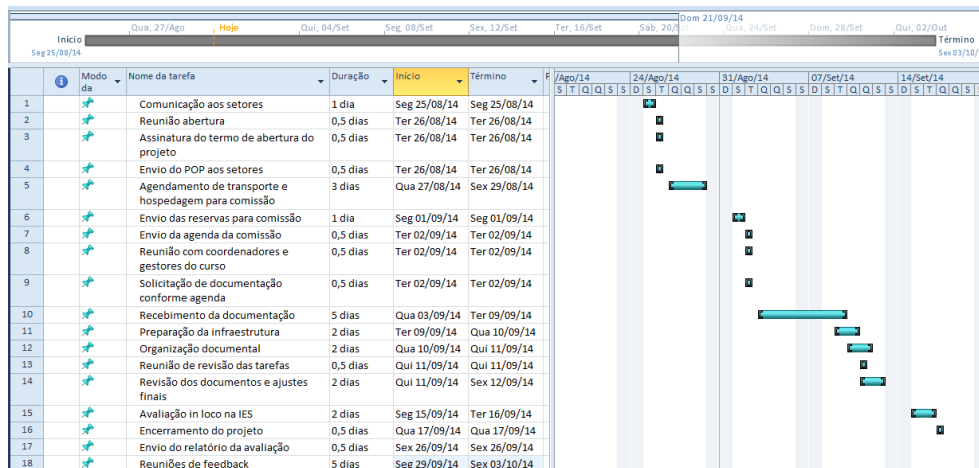 Dom 21/09/14
Qua, 27/Ago Hoje Qui, 04/Set Seg, 08/Set Sex, 12/Set Ter, 16/Set Sáb, 20/Set Qua, 24/Set Dom, 28/Set Qui, 02/Out
Início Término
Seg 25/08/14 Sex 03/10/
Modo da Nome da tarefa Duração Início Término
/Ago/14 24/Ago/14 31/Ago/14 07/Set/14 14/Set/14
S T Q Q S S D S T Q Q S S D S T Q Q S S D S T Q Q S S D S T Q Q S S
1 Comunicação aos setores 1 dia Seg 25/08/14 Seg 25/08/14
2 Reunião abertura 0,5 dias Ter 26/08/14 Ter 26/08/14
3 Assinatura do termo de abertura do 0,5 dias Ter 26/08/14 Ter 26/08/14
projeto
4 Envio do POP aos setores 0,5 dias Ter 26/08/14 Ter 26/08/14
5 Agendamento de transporte e 3 dias Qua 27/08/14 Sex 29/08/14
hospedagem para comissão
6 Envio das reservas para comissão 1 dia Seg 01/09/14 Seg 01/09/14
7 Envio da agenda da comissão 0,5 dias Ter 02/09/14 Ter 02/09/14
8 Reunião com coordenadores e 0,5 dias Ter 02/09/14 Ter 02/09/14
gestores do curso
9 Solicitação de documentação 0,5 dias Ter 02/09/14 Ter 02/09/14
conforme agenda
10 Recebimento da documentação 5 dias Qua 03/09/14 Ter 09/09/14
11 Preparação da infraestrutura 2 dias Ter 09/09/14 Qua 10/09/14
12 Organização documental 2 dias Qua 10/09/14 Qui 11/09/14
13 Reunião de revisão das tarefas 0,5 dias Qui 11/09/14 Qui 11/09/14
14 Revisão dos documentos e ajustes 2 dias Qui 11/09/14 Sex 12/09/14
finais
15 Avaliação in loco na IES 2 dias Seg 15/09/14 Ter 16/09/14
16 Encerramento do projeto 0,5 dias Qua 17/09/14 Qua 17/09/14
17 Envio do relatório da avaliação 0,5 dias Sex 26/09/14 Sex 26/09/14
18 Reuniões de feedback 5 dias Seg 29/09/14 Sex 03/10/14